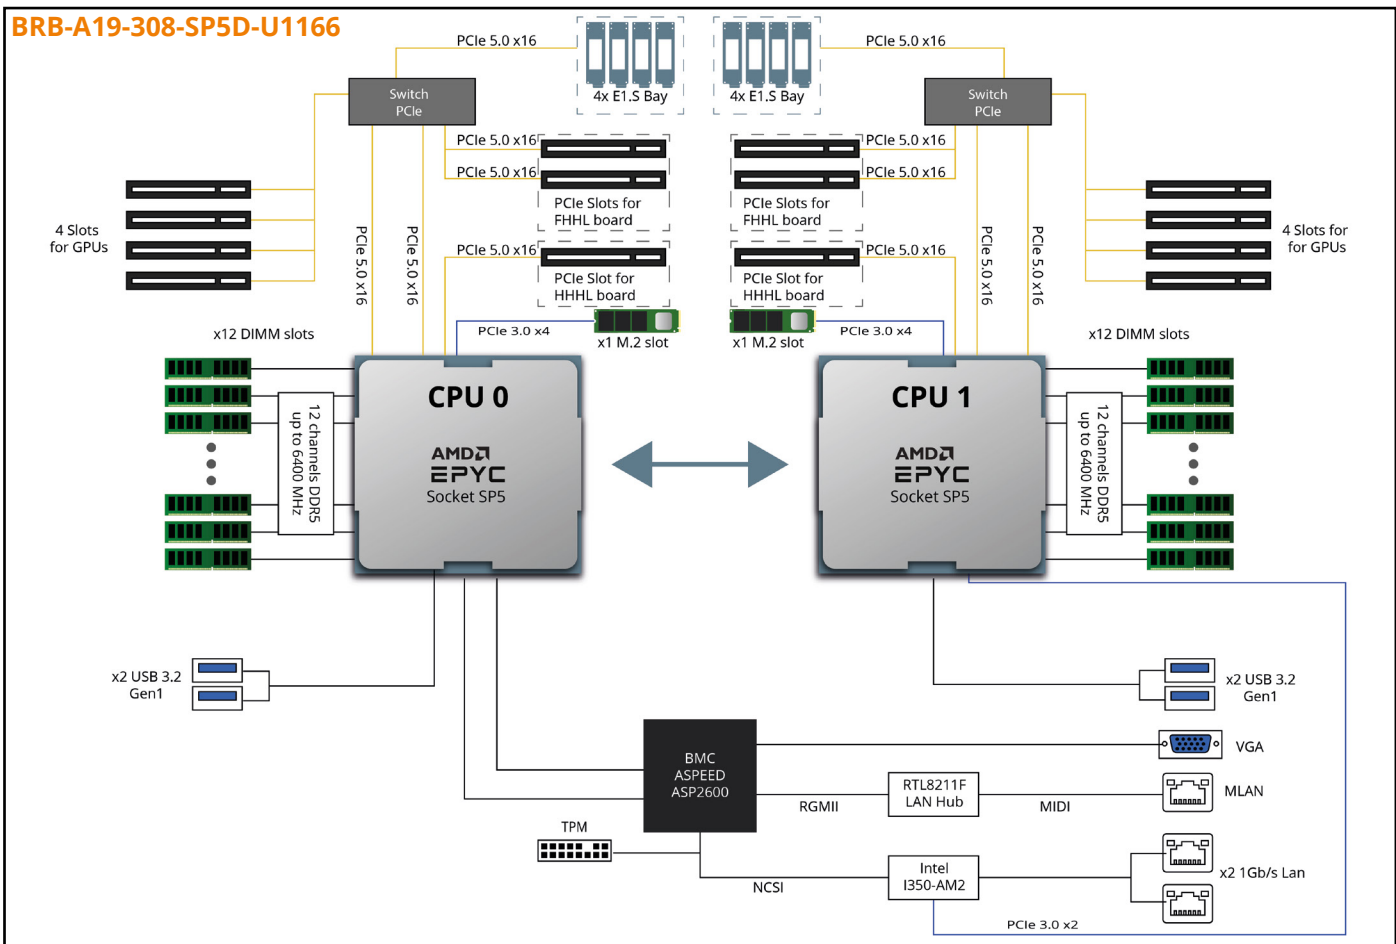 BRB-A19-308-SP5D-U1166
PCIe 5.0 x16
4x E1.S Bay
4x E1.S Bay
PCIe 5.0 x16
Switch
PCIe
Switch
PCIe
PCIe 5.0 x16
PCIe 5.0 x16
PCIe Slots for
FHHL board
PCIe 5.0 x16
PCIe 5.0 x16
PCIe Slots for
FHHL board
4 Slots
for GPUs
4 Slots for
for GPUs
PCIe 5.0 x16
PCIe 5.0 x16
PCIe 5.0 x16
PCIe Slot for
HHHL board
PCIe 5.0 x16
PCIe Slot for
HHHL board
PCIe 5.0 x16
PCIe 5.0 x16
PCIe 3.0 x4
x1 M.2 slot
x1 M.2 slot
PCIe 3.0 x4
x12 DIMM slots
x12 DIMM slots
12 channels DDR5
up to 6400 MHz
CPU 0
AMD
EPYC
Socket SP5
CPU 1
AMD
EPYC
Socket SP5
12 channels DDR5
up to 6400 MHz
x2 USB 3.2
Gen1
x2 USB 3.2
Gen1
BMC
ASPEED
ASP2600
VGA
RGMII
RTL8211F
LAN Hub
MIDI
MLAN
TPM
NCSI
Intel
I350-AM2
x2 1Gb/s Lan
PCIe 3.0 x2